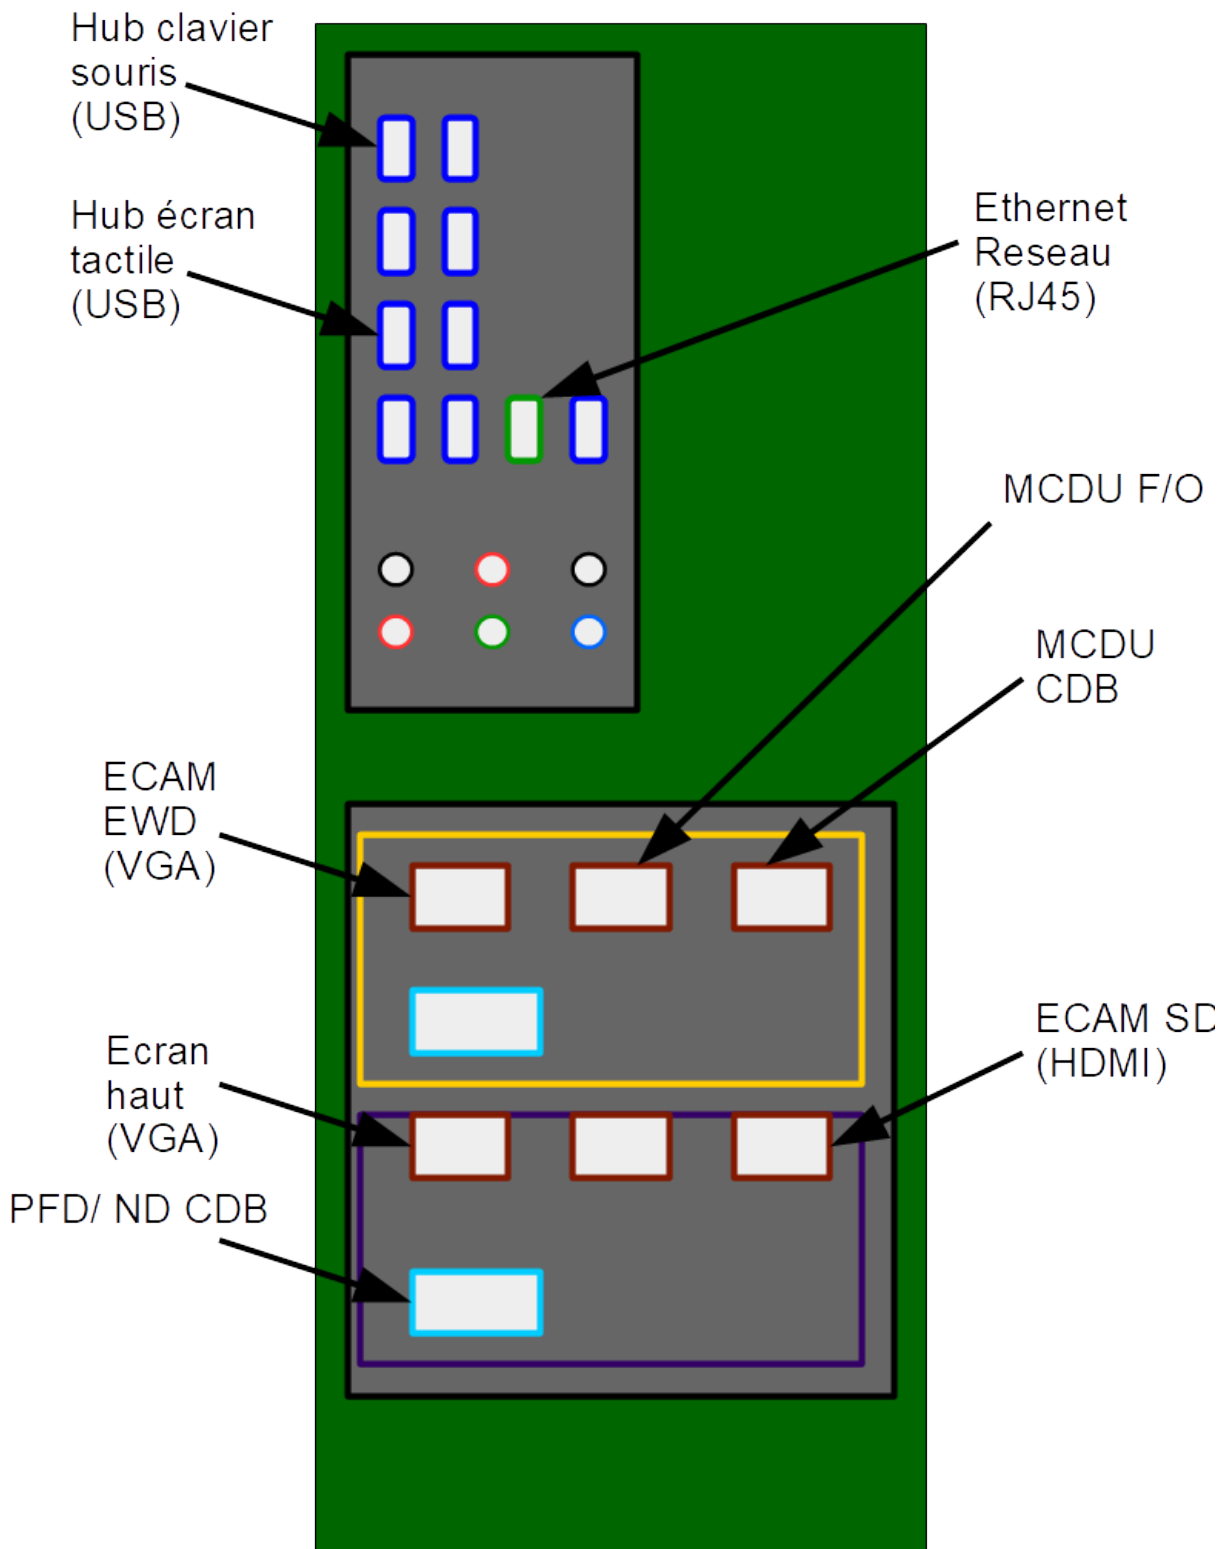 Hub clavier
souris
(USB)
Hub écran
tactile
(USB)
Ethernet
Reseau
(RJ45)
MCDU F/O
MCDU
CDB
ECAM
EWD
(VGA)
Ecran
haut
(VGA)
ECAM SD
(HDMI)
PFD/ ND CDB